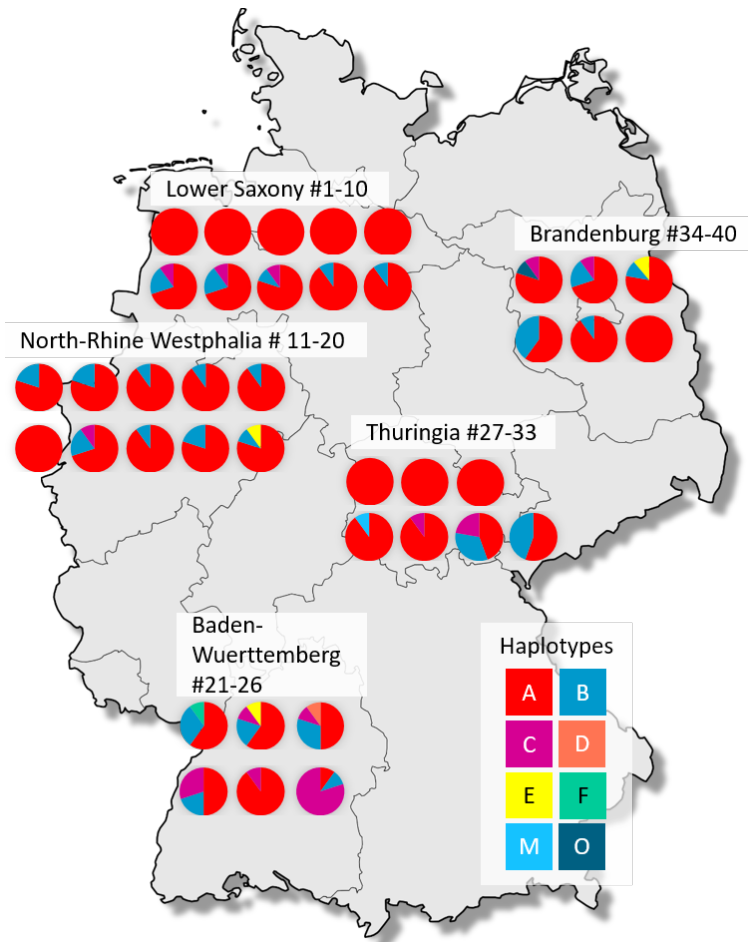 Lower Saxony #1-10
Brandenburg #34-40
North-Rhine Westphalia # 11-20
Thuringia #27-33
Baden-
Wuerttemberg
#21-26
Haplotypes
A B
C D
E F
M O